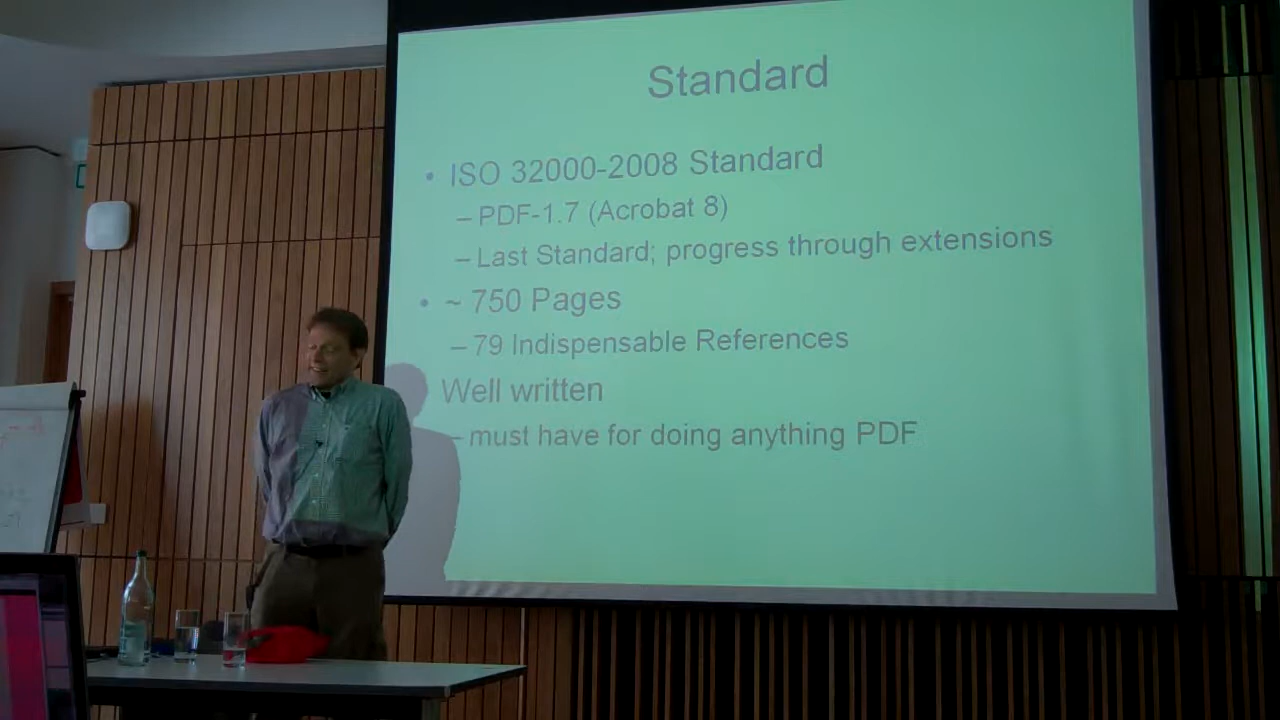 Standard
• ISO 32000-2008 Standard
– PDF-1.7 (Acrobat 8)
– Last Standard; progress through extensions
• ~ 750 Pages
– 79 Indispensable References
Well written
– must have for doing anything PDF